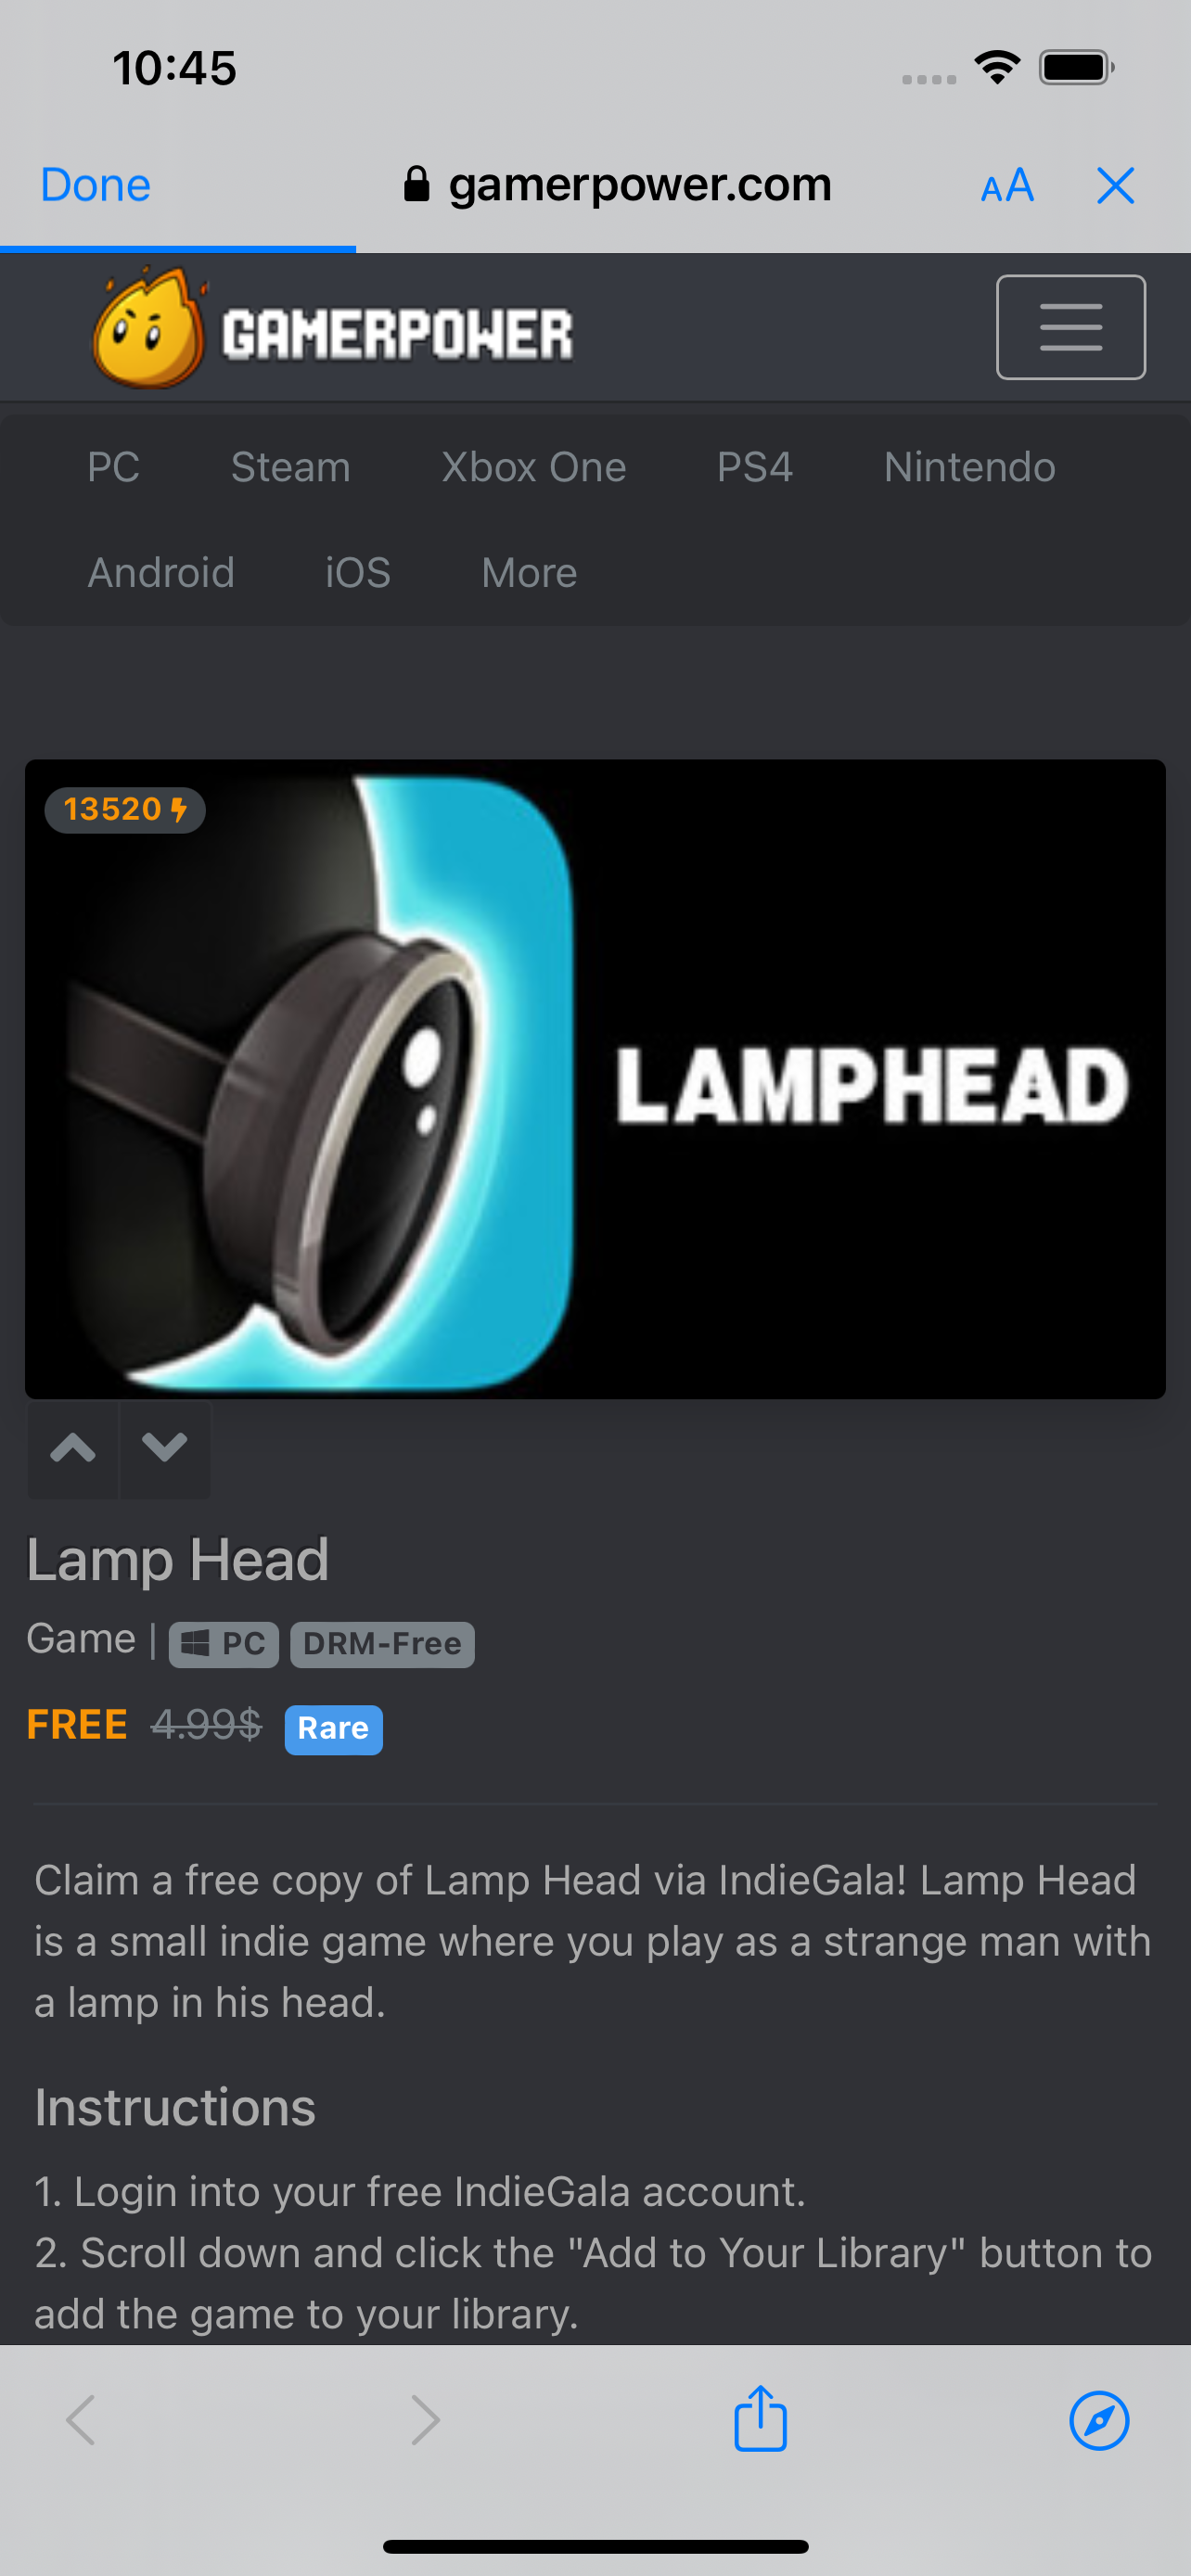 10:45
Done
gamerpower.com
AA
GAMERPOWER
PC Steam Xbox One PS4 Nintendo
Android iOS More
13520
LAMPHEAD
Lamp Head
Game | PC DRM-Free
FREE 4.99$ Rare
Claim a free copy of Lamp Head via IndieGala! Lamp Head
is a small indie game where you play as a strange man with
a lamp in his head.
Instructions
1. Login into your free IndieGala account.
2. Scroll down and click the "Add to Your Library" button to
add the game to your library.